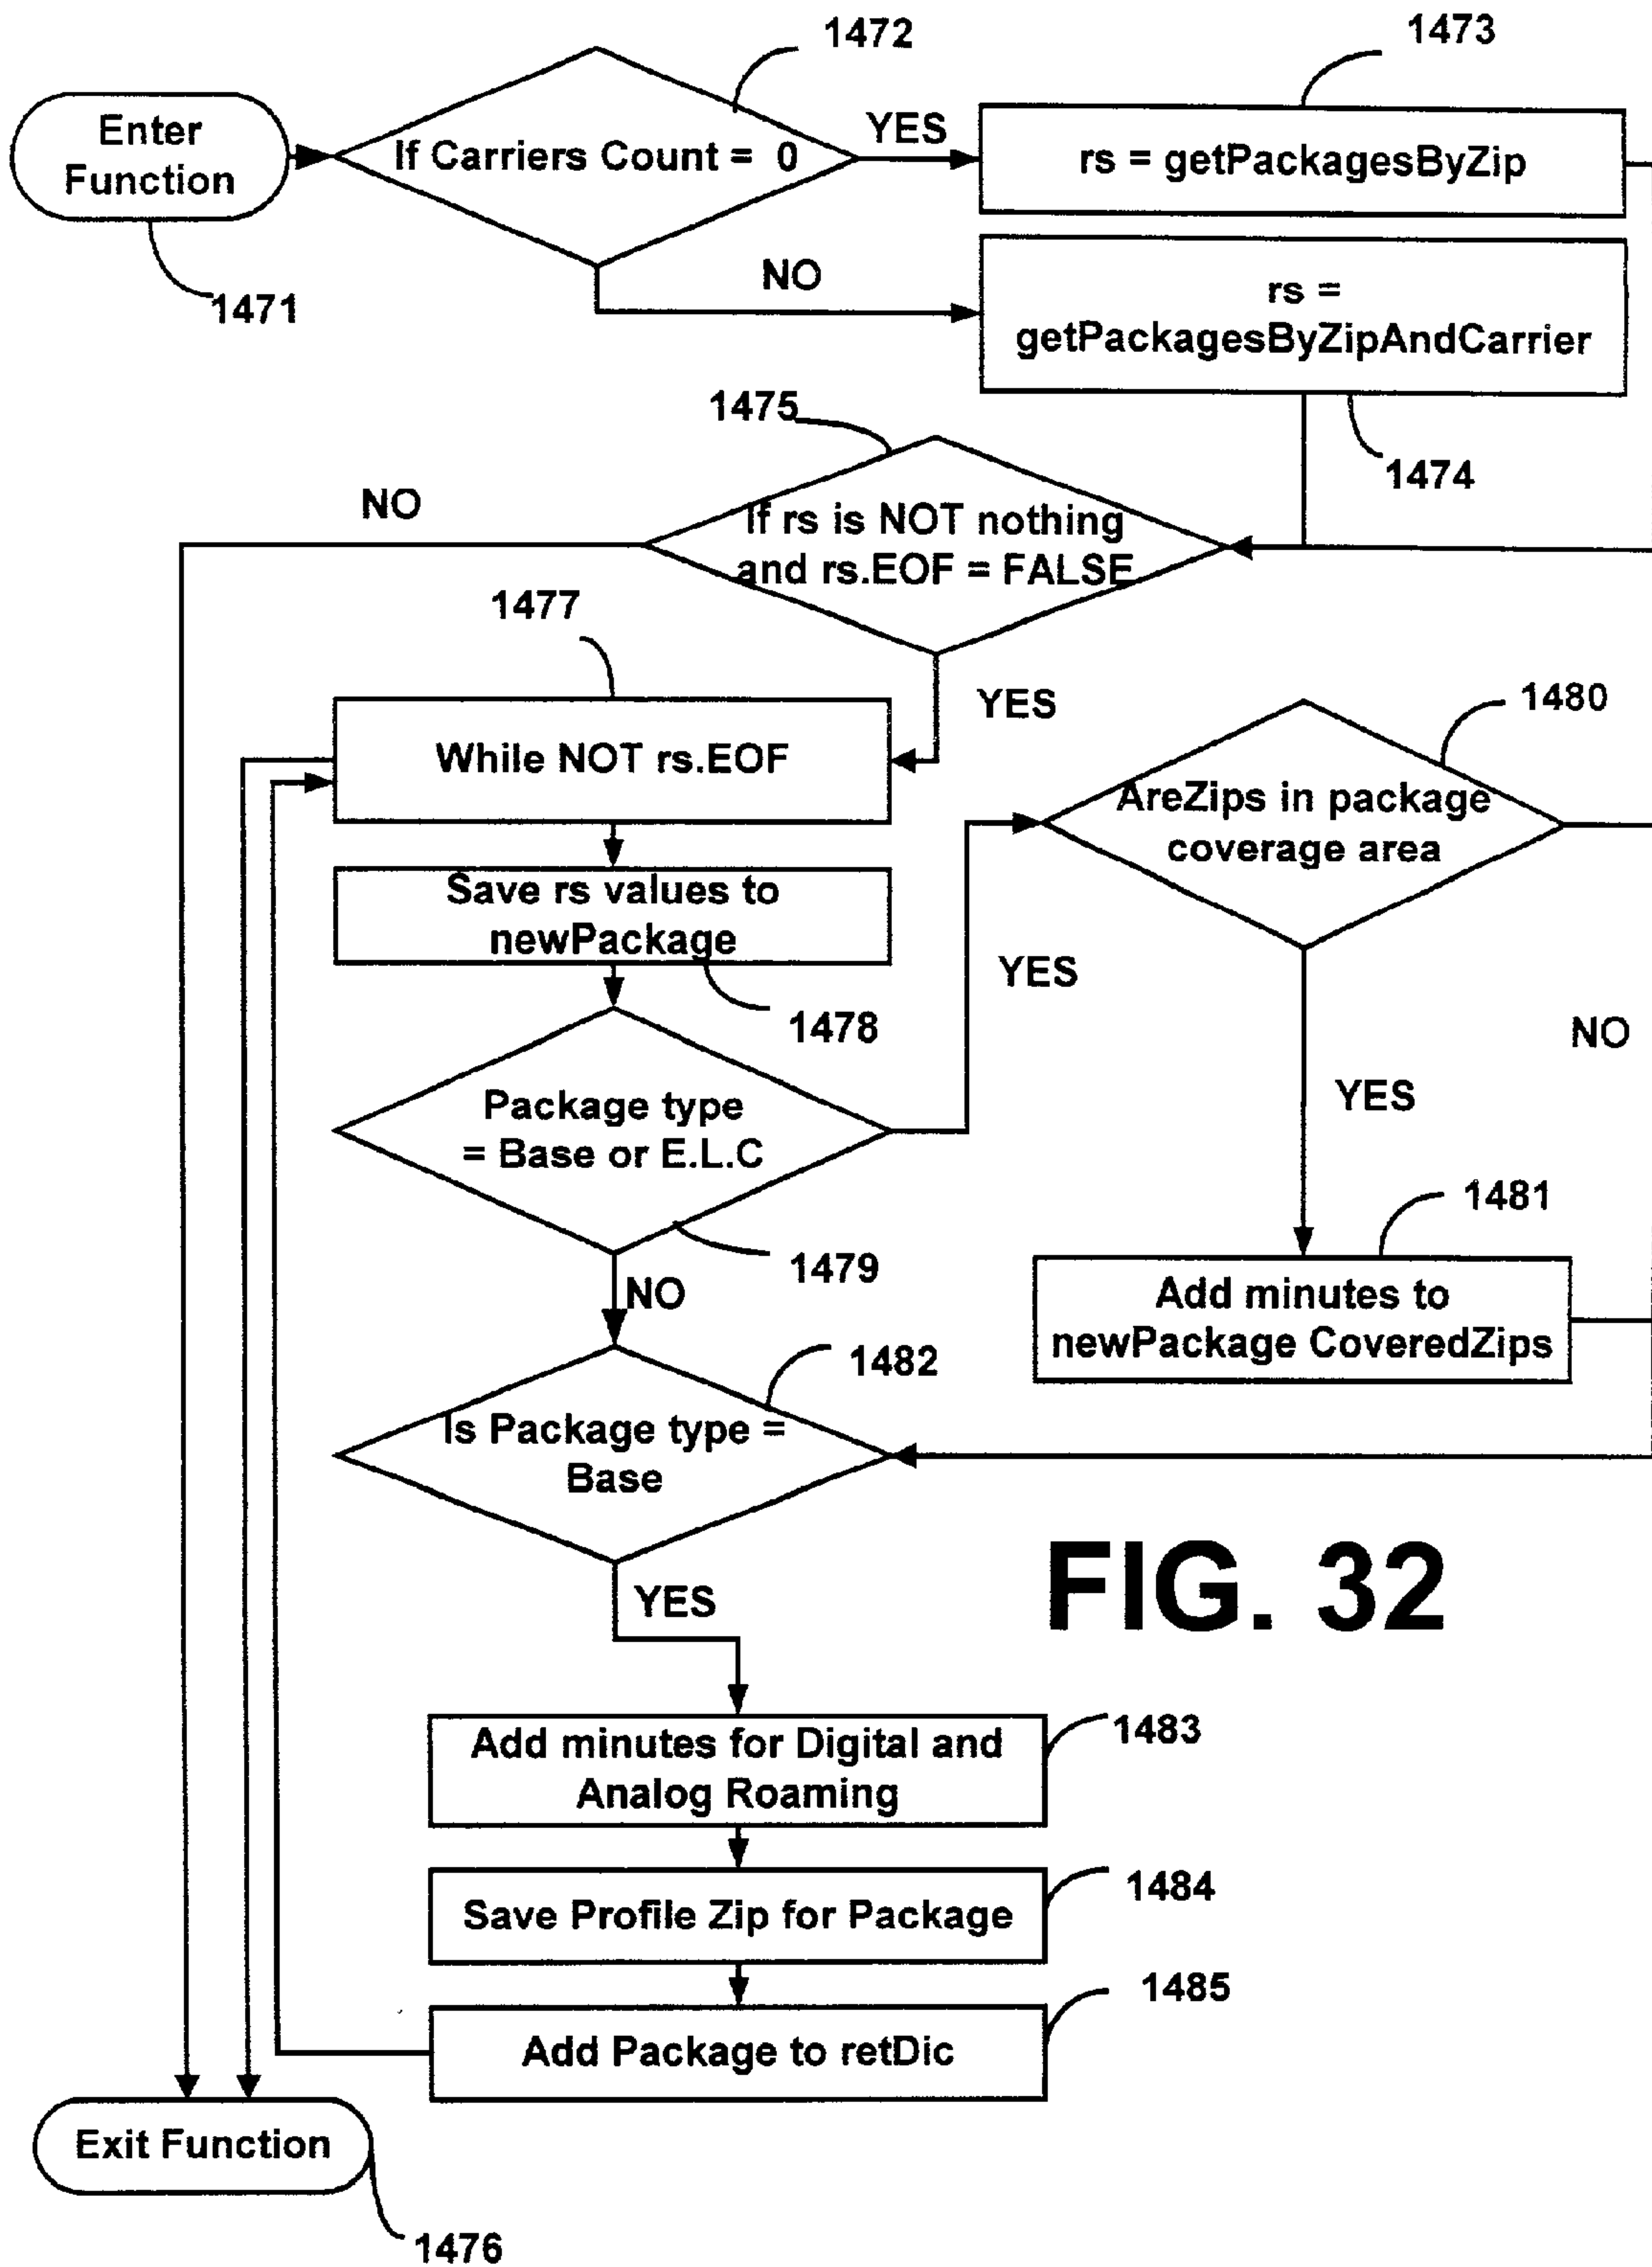 1472
1473
Enter
Function
If Carriers Count = 0
YES
rs = getPackagesByZip
1471
NO
rs =
getPackagesByZipAndCarrier
1475
1474
NO
If rs is NOT nothing
and rs.EOF = FALSE
1477
YES
1480
While NOT rs.EOF
AreZips in package
coverage area
Save rs values to
newPackage
YES
1478
NO
Package type
= Base or E.L.C
YES
1479
1481
NO
Add minutes to
newPackage CoveredZips
1482
Is Package type =
Base
FIG. 32
YES
Add minutes for Digital and
Analog Roaming
1483
Save Profile Zip for Package
1484
Add Package to retDic
1485
Exit Function
1476